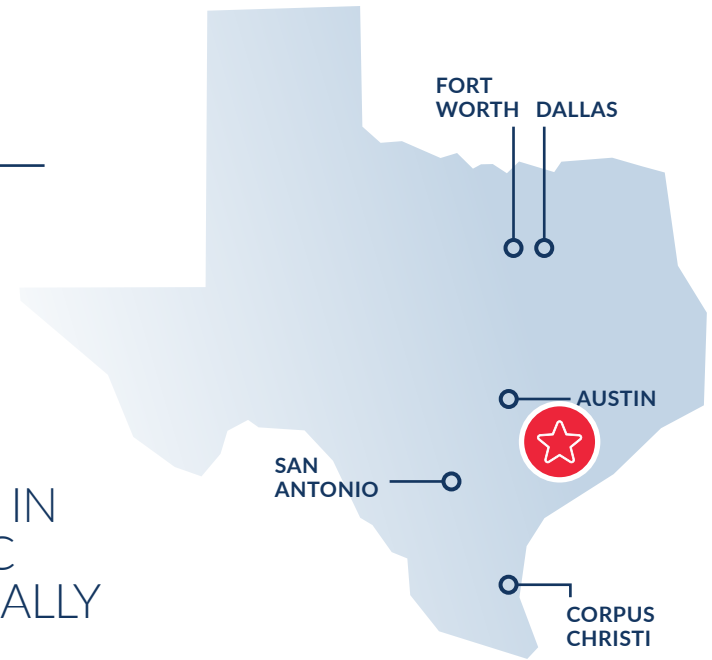 FORT
WORTH
DALLAS
AUSTIN
SAN
ANTONIO
IN
C
ALLY
CORPUS
CHRISTI